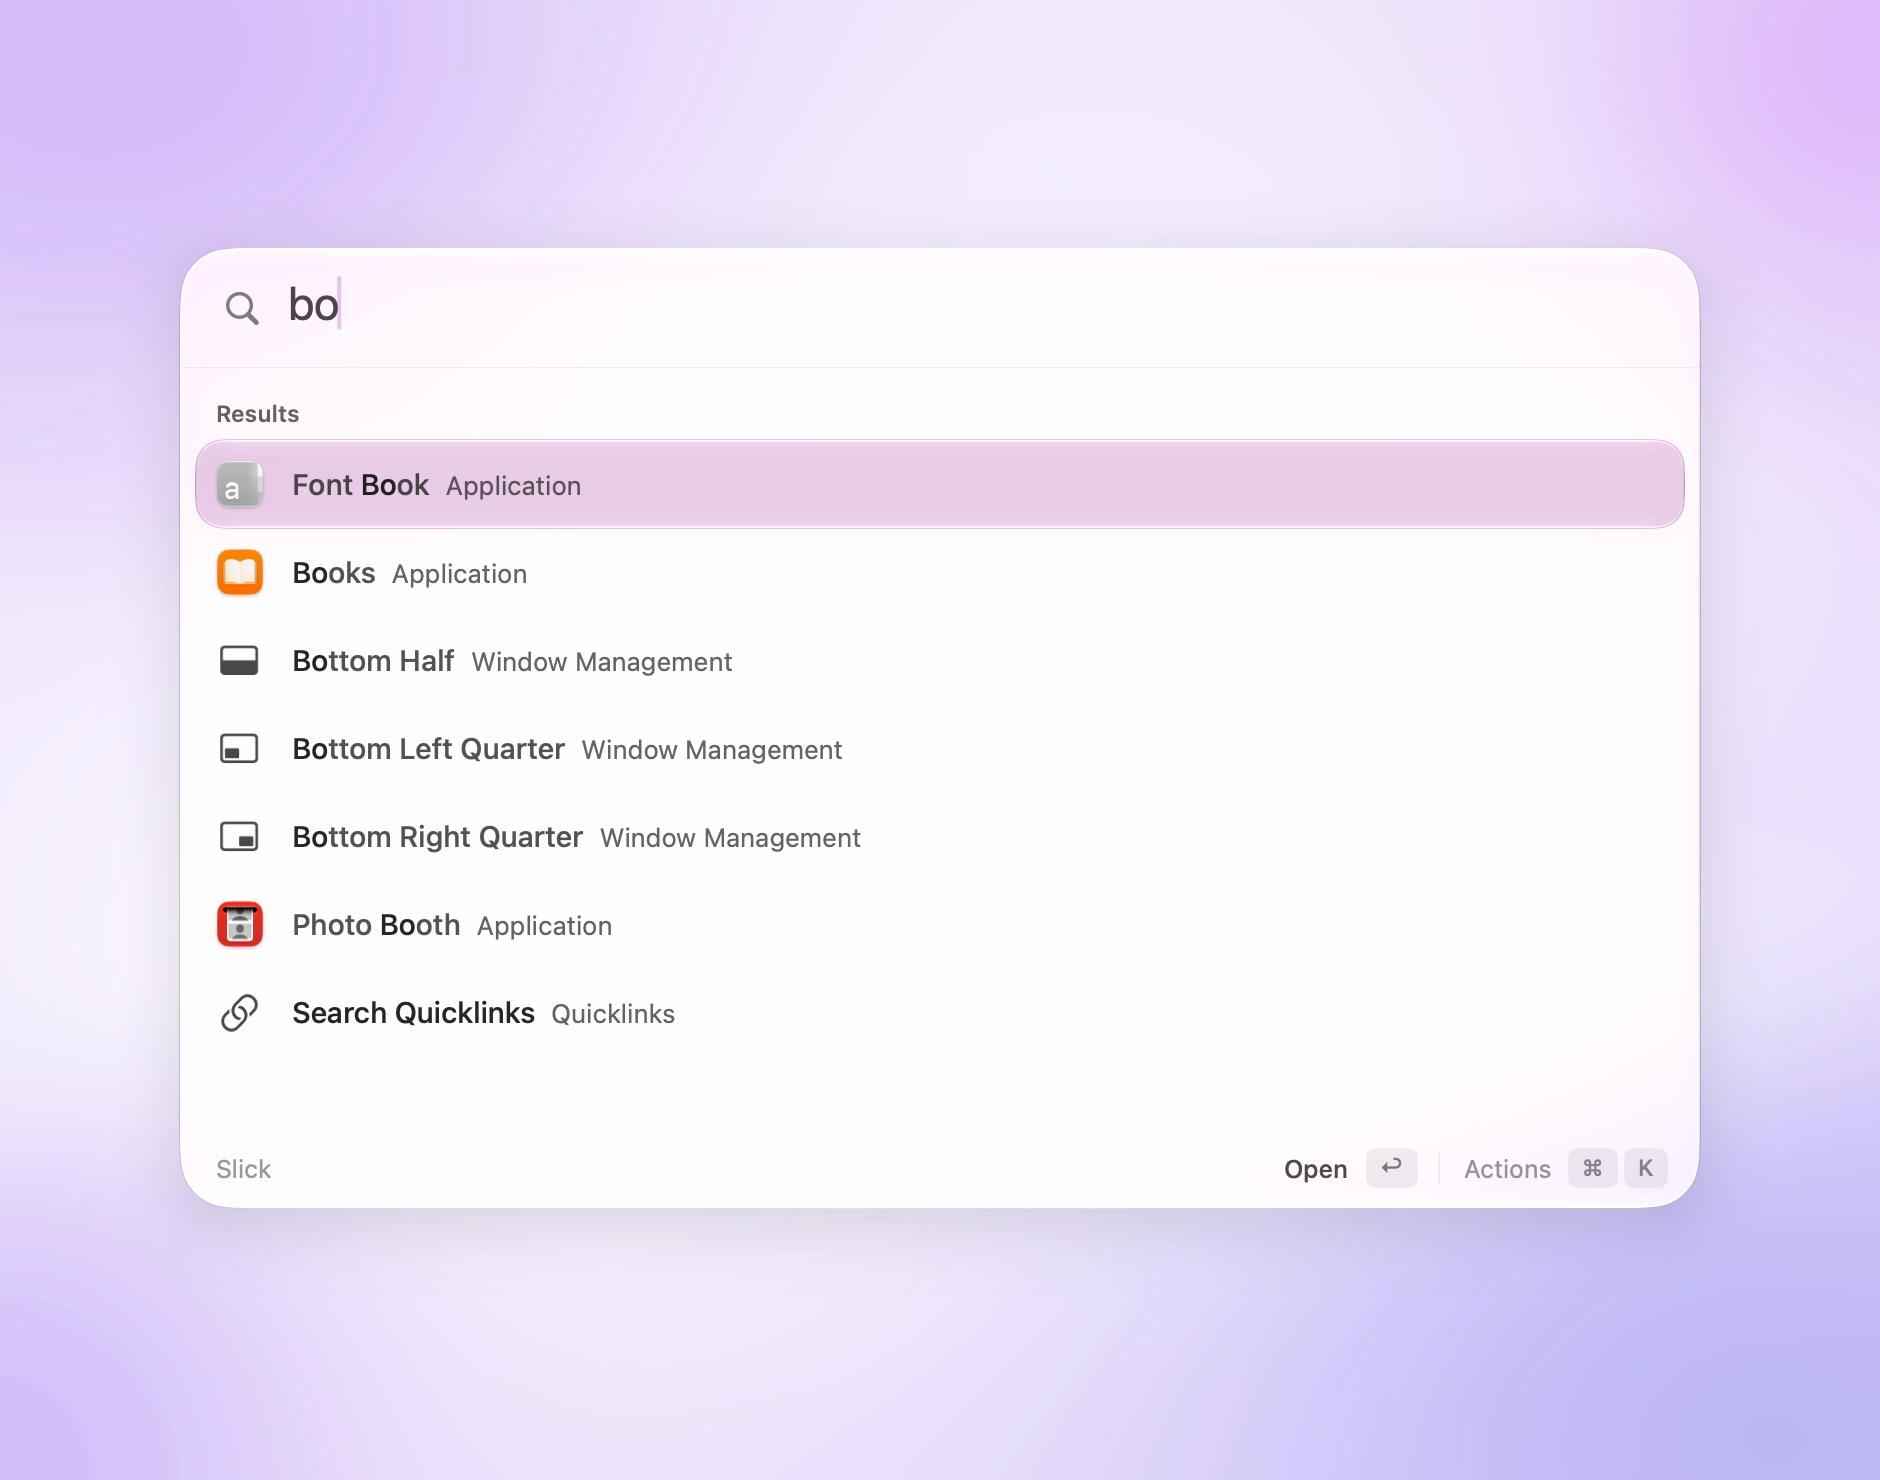 bo
Results
Font Book Application
Books Application
Bottom Half Window Management
Bottom Left Quarter Window Management
Bottom Right Quarter Window Management
Photo Booth Application
Search Quicklinks Quicklinks
Slick Open ↩ Actions ⌘ K